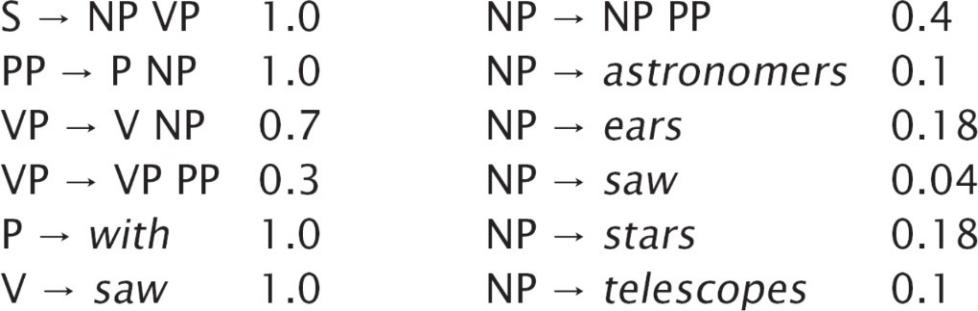 S → NP VP 1.0 NP → NP PP 0.4
PP → P NP 1.0 NP → astronomers 0.1
VP → V NP 0.7 NP → ears 0.18
VP → VP PP 0.3 NP → saw 0.04
P → with 1.0 NP → stars 0.18
V → saw 1.0 NP → telescopes 0.1